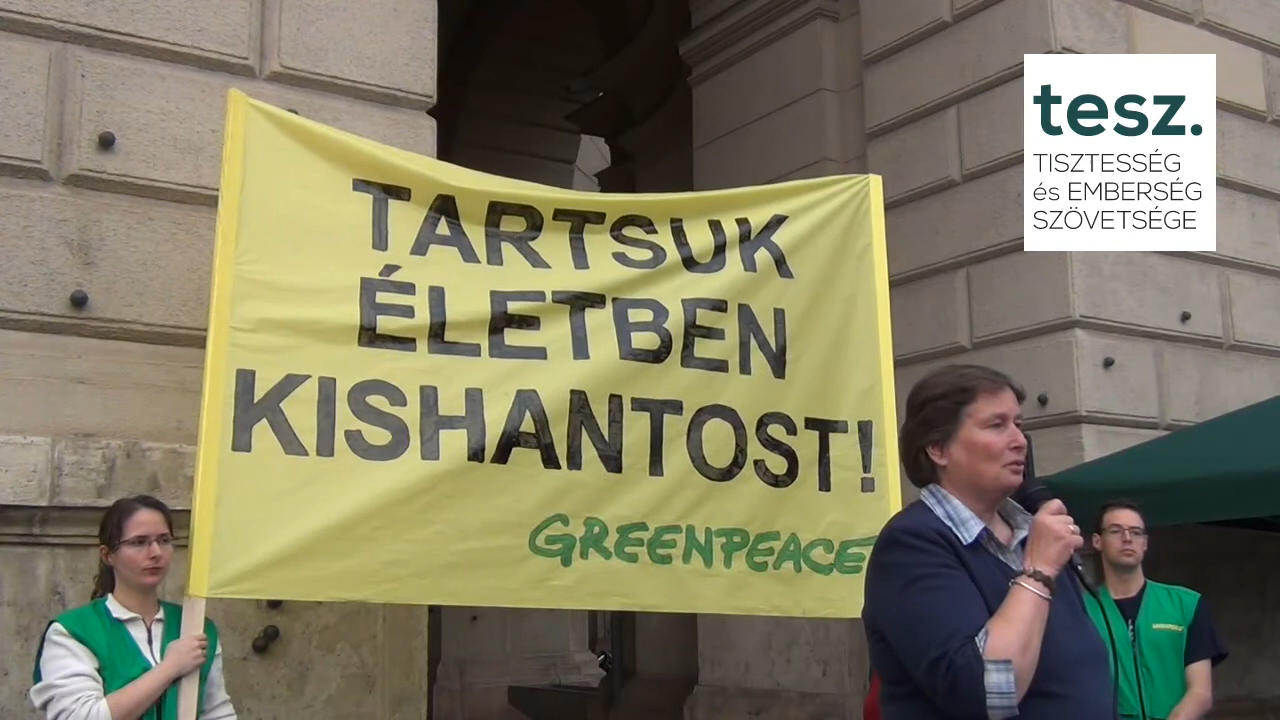 TARTSUK
ÉLETBEN
KISHANTOST!
GREENPEACE
tesz.
TISZTESSÉG
és EMBERSÉG
SZÖVETSÉGE